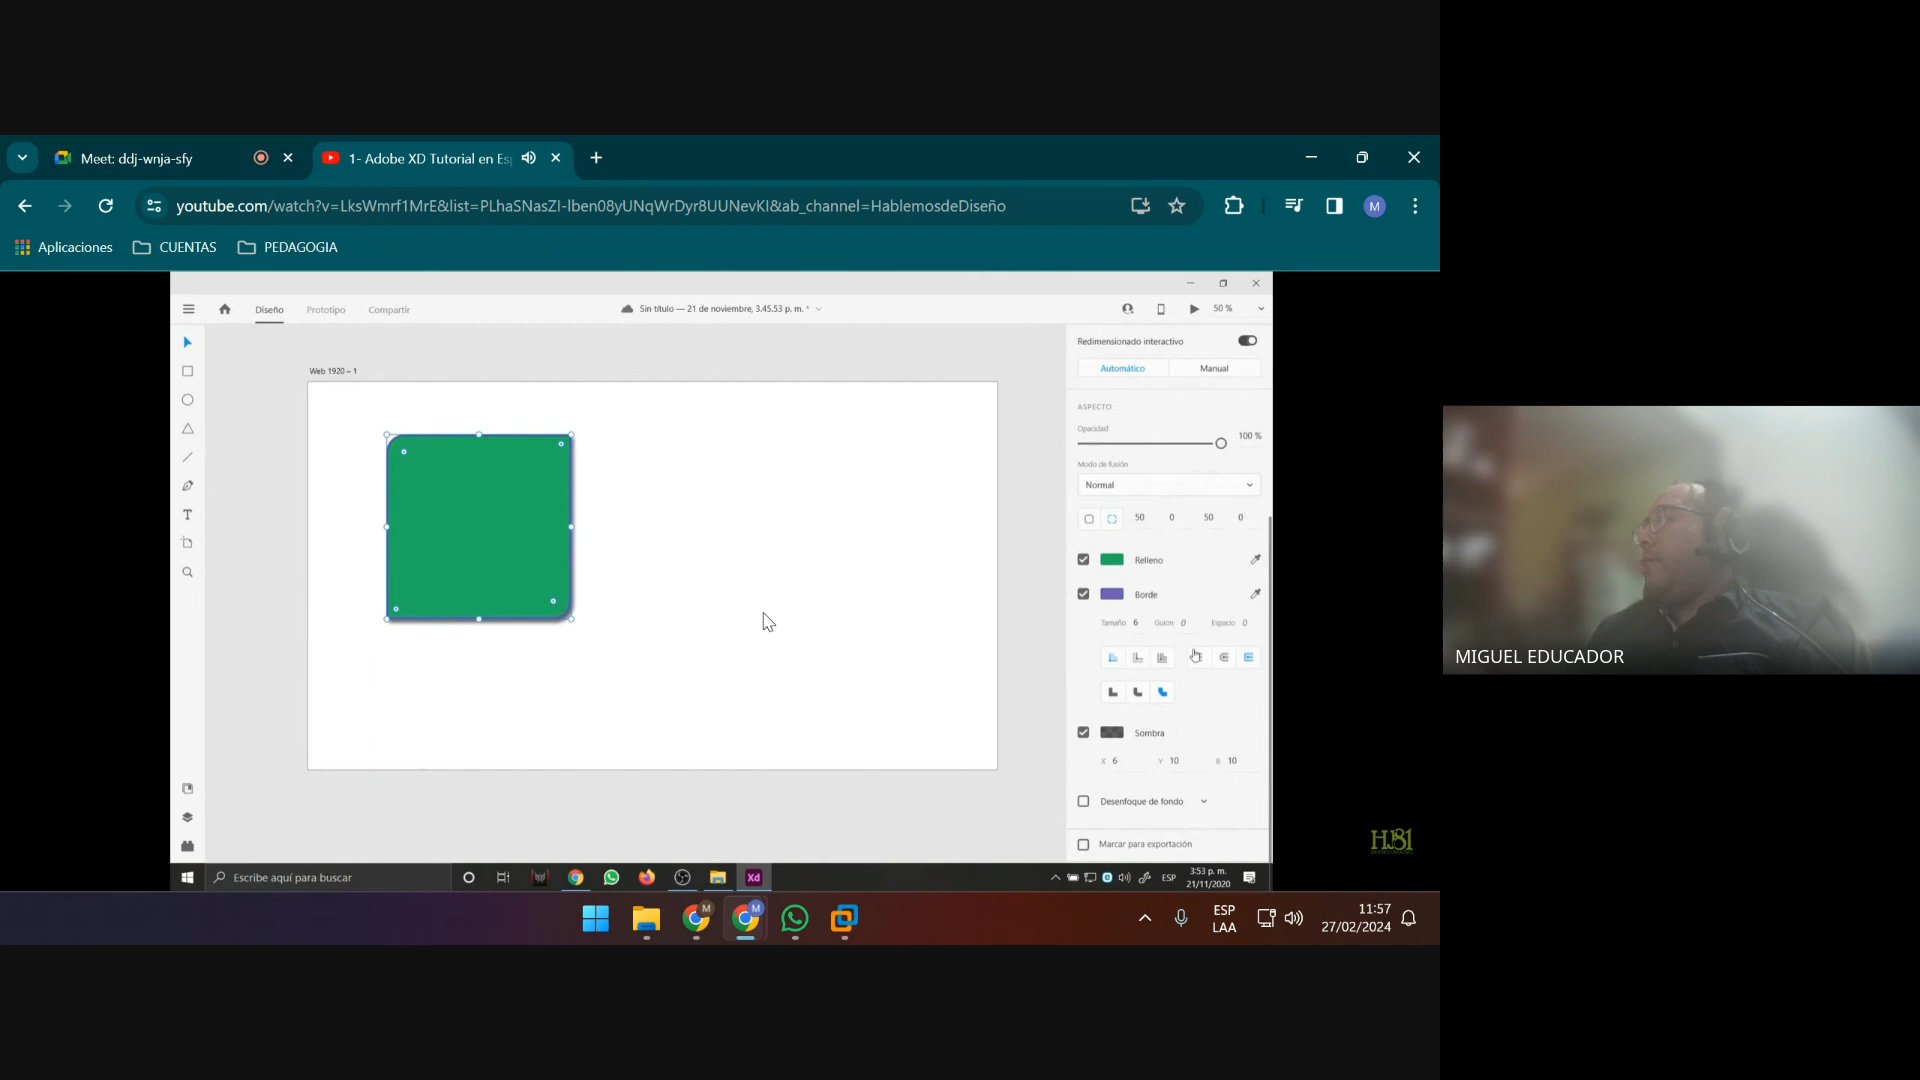 Meet: ddj-wnja-sfy
1- Adobe XD Tutorial en Es
youtube.com/watch?v=LksWmrf1MrE&list=PLhaSNasZI-Iben08yUNqWrDyr8UUNevKI&ab_channel=HablemosdeDiseño
M
Aplicaciones
CUENTAS
PEDAGOGIA
Diseño
Prototipo
Compartir
Sin título — 21 de noviembre, 3.45.53 p. m. *
50 %
Redimensionado interactivo
Automático
Manual
Web 1920 – 1
ASPECTO
Opacidad
100 %
Modo de fusión
Normal
50 0 50 0
Relleno
Borde
Tamaño 6 Guion 0 Espacio 0
Sombra
X 6 Y 10 B 10
Desenfoque de fondo
Marcar para exportación
MIGUEL EDUCADOR
HJ81
Escribe aquí para buscar
Xd
ESP
3:53 p. m.
21/11/2020
M
M
ESP
LAA
11:57
27/02/2024